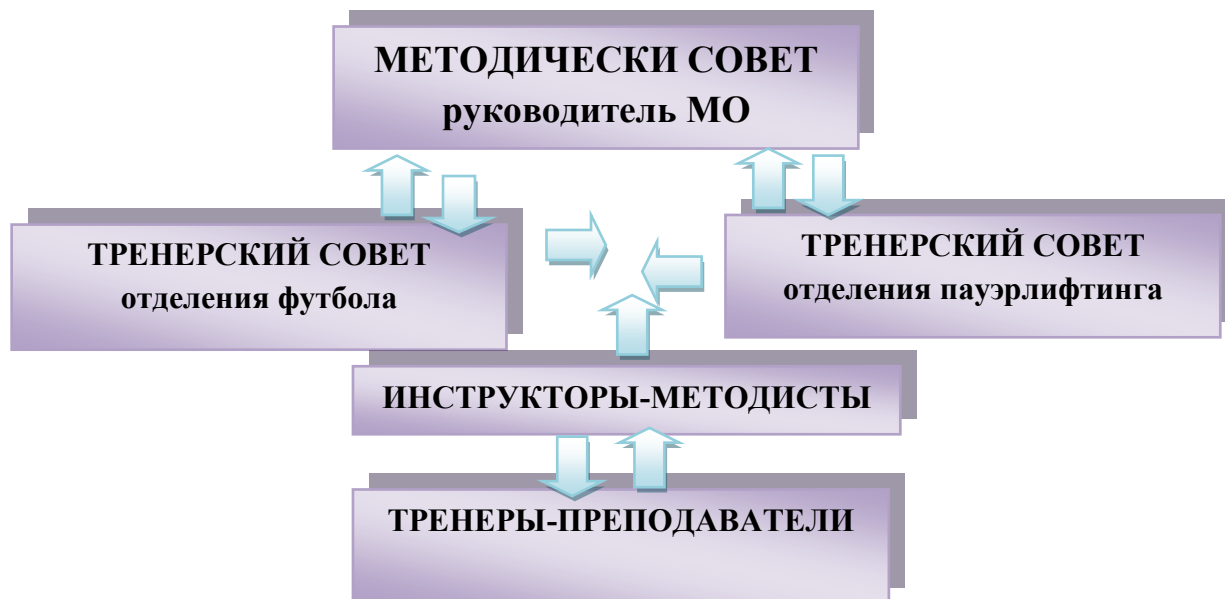 МЕТОДИЧЕСКИ СОВЕТ
руководитель МО
ТРЕНЕРСКИЙ СОВЕТ
отделения футбола
ТРЕНЕРСКИЙ СОВЕТ
отделения пауэрлифтинга
ИНСТРУКТОРЫ-МЕТОДИСТЫ
ТРЕНЕРЫ-ПРЕПОДАВАТЕЛИ